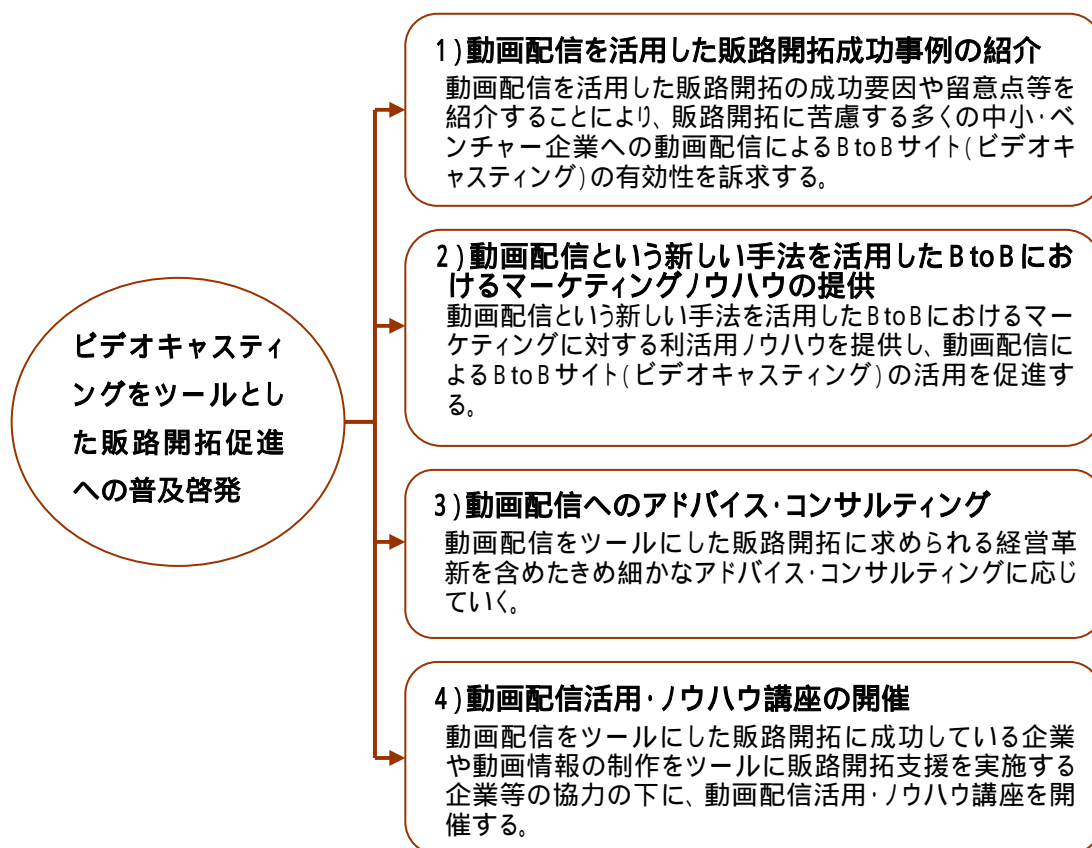 ビデオキャスティ
ングをツールとし
た販路開拓促進
への普及啓発
1)動画配信を活用した販路開拓成功事例の紹介
動画配信を活用した販路開拓の成功要因や留意点等を
紹介することにより、販路開拓に苦慮する多くの中小・ベ
ンチャー企業への動画配信によるBtoBサイト(ビデオキ
ャスティング)の有効性を訴求する。
2)動画配信という新しい手法を活用したBtoBにお
けるマーケティングノウハウの提供
動画配信という新しい手法を活用したBtoBにおけるマー
ケティングに対する利活用ノウハウを提供し、動画配信に
よるBtoBサイト(ビデオキャスティング)の活用を促進す
る。
3)動画配信へのアドバイス・コンサルティング
動画配信をツールにした販路開拓に求められる経営革
新を含めたきめ細かなアドバイス・コンサルティングに応じ
ていく。
4)動画配信活用・ノウハウ講座の開催
動画配信をツールにした販路開拓に成功している企業
や動画情報の制作をツールに販路開拓支援を実施する
企業等の協力の下に、動画配信活用・ノウハウ講座を開
催する。